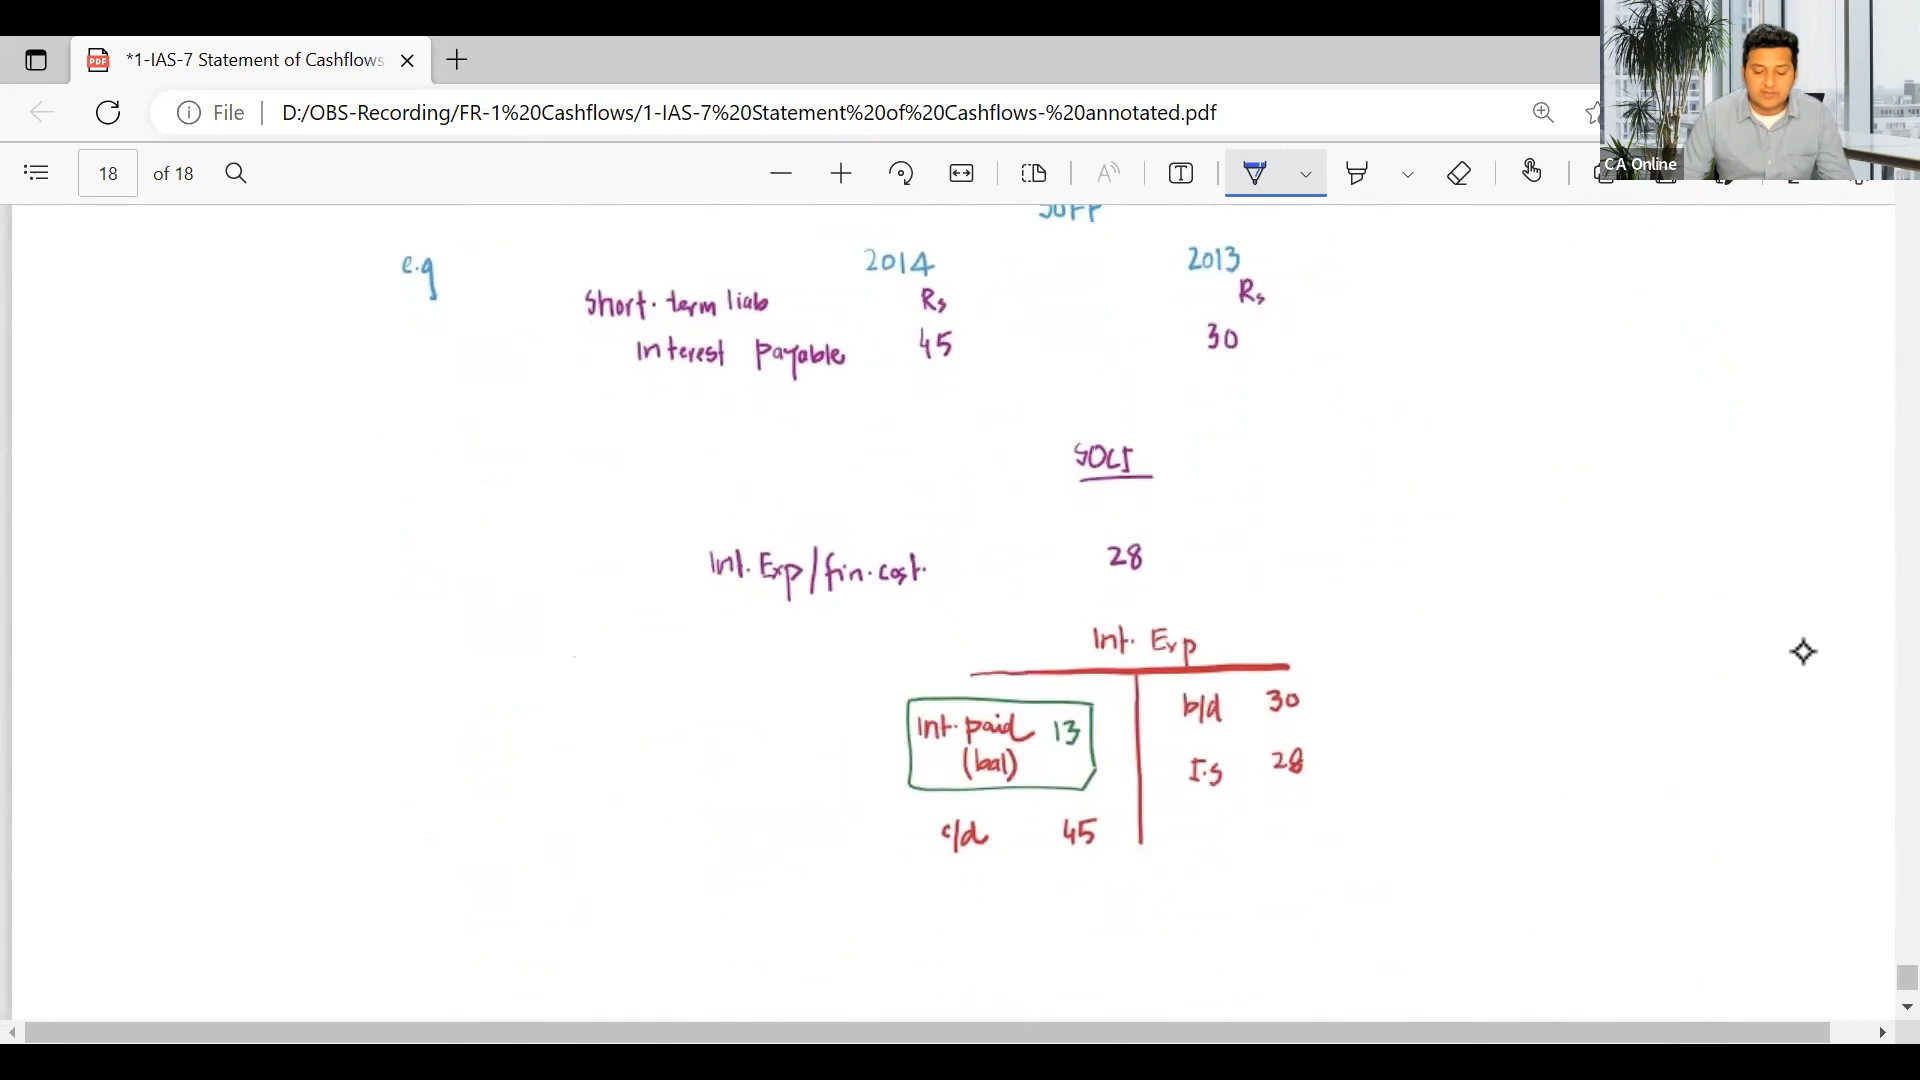 *1-IAS-7 Statement of Cashflows
File D:/OBS-Recording/FR-1%20Cashflows/1-IAS-7%20Statement%20of%20Cashflows-%20annotated.pdf
18 of 18
CA Online
SOFP
e.g 2014 2013
Short. term liab Rs Rs
Interest payable 45 30
SOCI
Int. Exp/fin.cost. 28
Int. Exp
Int. paid 13 b/d 30
(bal) I.S 28
c/d 45